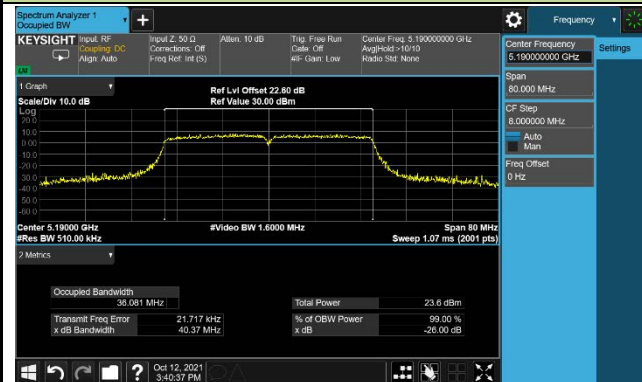 Spectrum Analyzer 1
Occupied BW
Frequency
KEYSIGHT
Input: RF
Coupling: DC
Align: Auto
Input Z: 50 Ω
Corrections: Off
Freq Ref: Int (S)
Atten: 10 dB
Trig: Free Run
Gate: Off
#IF Gain: Low
Center Freq: 5.190000000 GHz
Avg|Hold:>10/10
Radio Std: None
Center Frequency
5.190000000 GHz
Settings
Span
80.000 MHz
CF Step
8.000000 MHz
Auto
Man
Freq Offset
0 Hz
1 Graph
Scale/Div 10.0 dB
Ref Lvl Offset 22.60 dB
Ref Value 30.00 dBm
Log
20.0
10.0
0.00
-10.0
-20.0
-30.0
-40.0
-50.0
-60.0
Center 5.19000 GHz
#Res BW 510.00 kHz
#Video BW 1.6000 MHz
Span 80 MHz
Sweep 1.07 ms (2001 pts)
2 Metrics
Occupied Bandwidth
36.081 MHz
Total Power
23.6 dBm
Transmit Freq Error
21.717 kHz
% of OBW Power
99.00 %
x dB Bandwidth
40.37 MHz
x dB
-26.00 dB
?
Oct 12, 2021
3:40:37 PM